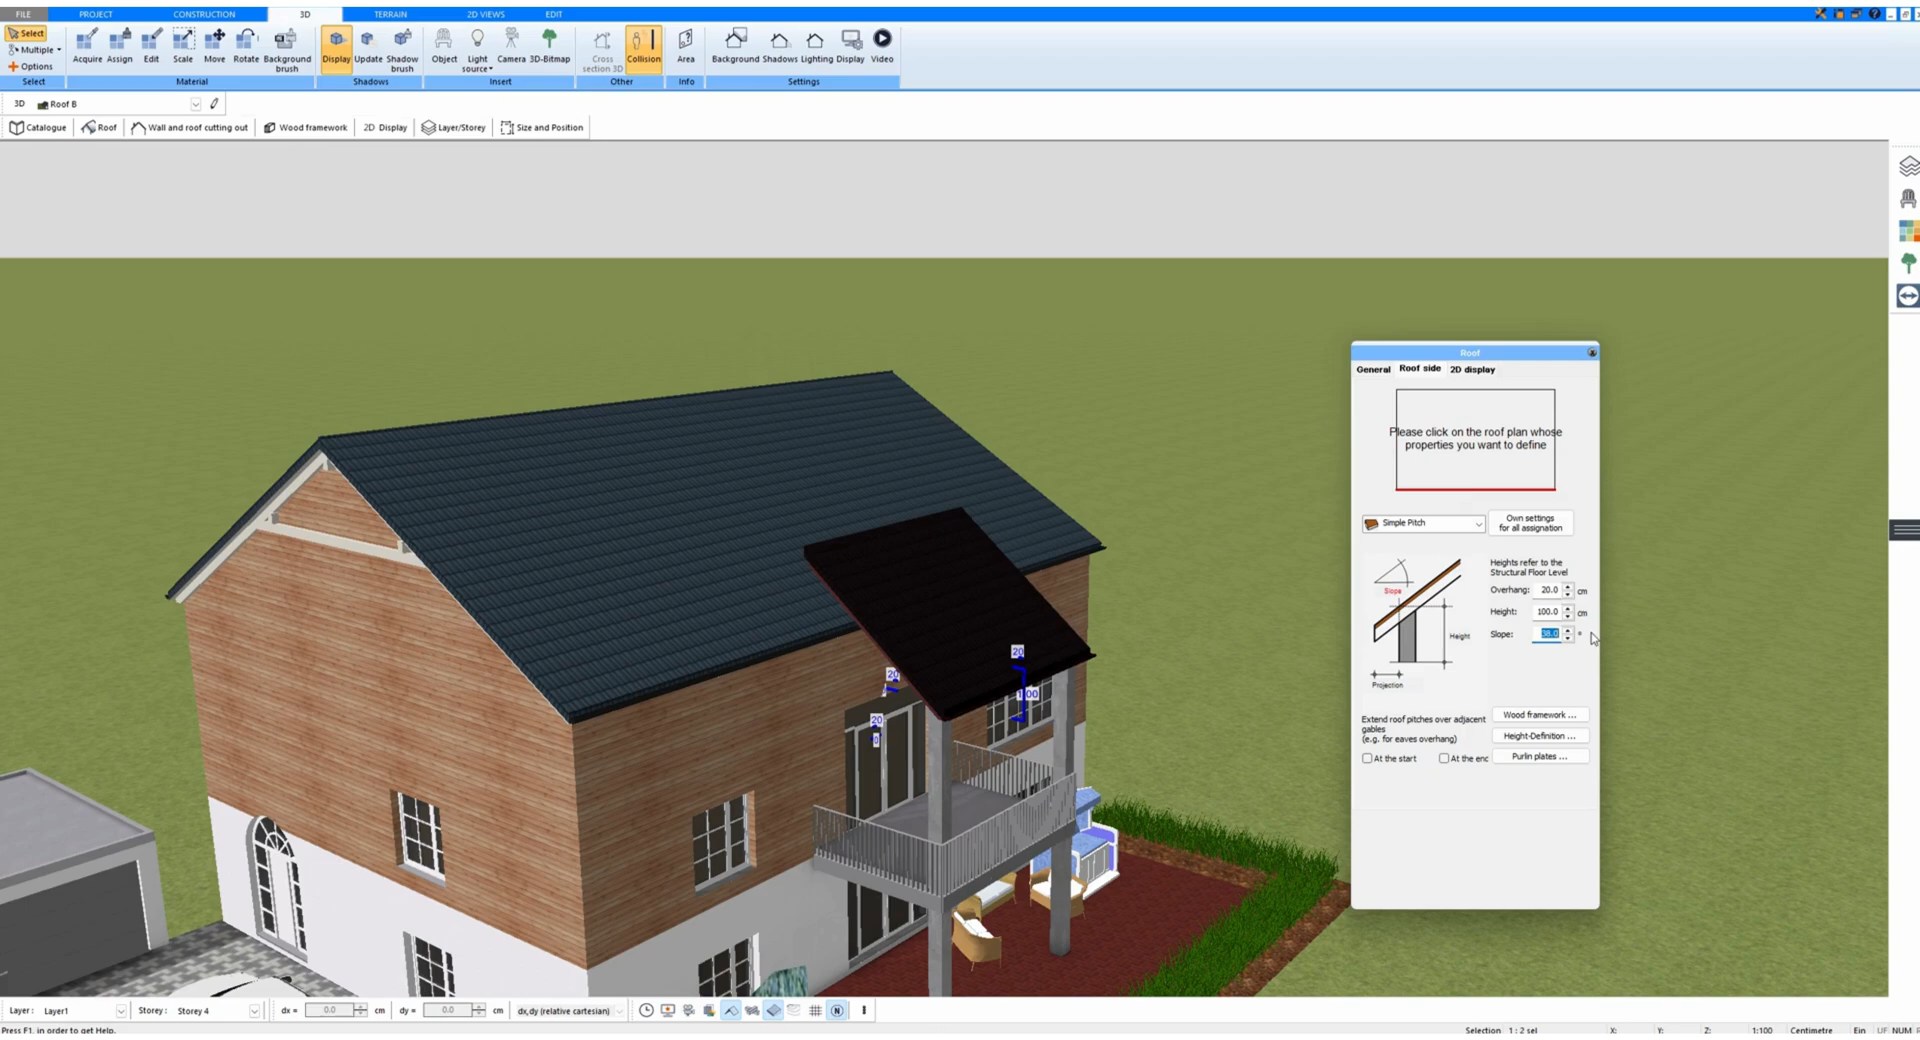 FILE PROJECT CONSTRUCTION 3D TERRAIN 2D VIEWS EDIT
Select
Multiple
Options
Select
Acquire Assign Edit Scale Move Rotate Background brush
Material
Display Update Shadow brush
Shadows
Object Light source Camera 3D-Bitmap
Insert
Cross section 3D Collision
Other
Area
Info
Background Shadows Lighting Display Video
Settings
3D Roof B
Catalogue Roof Wall and roof cutting out Wood framework 2D Display Layer/Storey Size and Position
Roof
General Roof side 2D display
Please click on the roof plan whose
properties you want to define
Simple Pitch
Own settings
for all assignation
Heights refer to the
Structural Floor Level
Slope
Overhang: 20.0 cm
Height: 100.0 cm
Slope: 38.0 °
Height
Projection
Extend roof pitches over adjacent
gables
(e.g. for eaves overhang)
Wood framework ...
Height-Definition ...
Purlin plates ...
At the start At the enc
20
20
100
20
0
Layer : Layer1 Storey : Storey 4 dx = 0.0 cm dy = 0.0 cm dx,dy (relative cartesian) N
Press F1. in order to get Help. Selection 1 : 2 sel X: Y: Z: 1:100 Centimetre Ein UF NUM